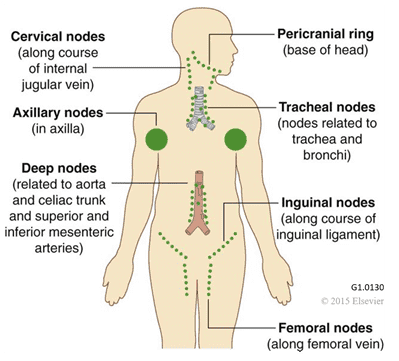 Cervical nodes
(along course
of internal
jugular vein)
Pericranial ring
(base of head)
Axillary nodes
(in axilla)
Tracheal nodes
(nodes related to
trachea and
bronchi)
Deep nodes
(related to aorta
and celiac trunk
and superior and
inferior mesenteric
arteries)
Inguinal nodes
(along course of
inguinal ligament)
G1.0130
© 2015 Elsevier
Femoral nodes
(along femoral vein)